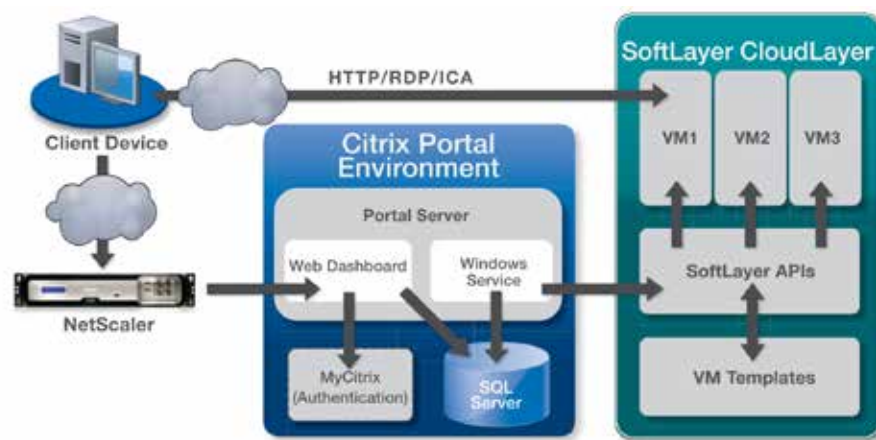 SoftLayer CloudLayer
HTTP/RDP/ICA
Client Device
VM1
VM2
VM3
Citrix Portal
Environment
Portal Server
Web Dashboard
Windows
Service
SoftLayer APIs
NetScaler
MyCitrix
(Authentication)
SQL
Server
VM Templates